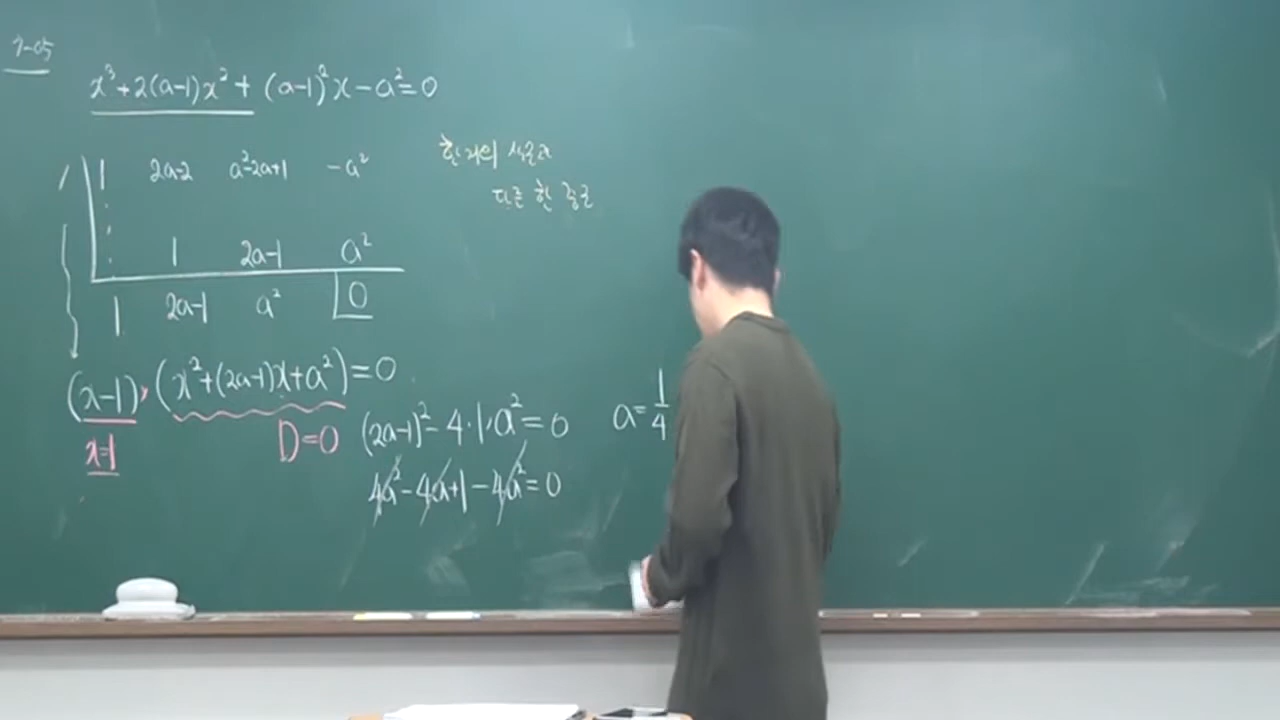 7-05
x³+2(a-1)x²+(a-1)²x-a²=0
한 개의 실근과
다른 한 중근
1 | 1 2a-2 a²-2a+1 -a²
1 2a-1 a²
1 2a-1 a² 0
(x-1)(x²+(2a-1)x+a²)=0
x=1
D=0
(2a-1)²-4·1·a²=0
4a²-4a+1-4a²=0
a=1/4